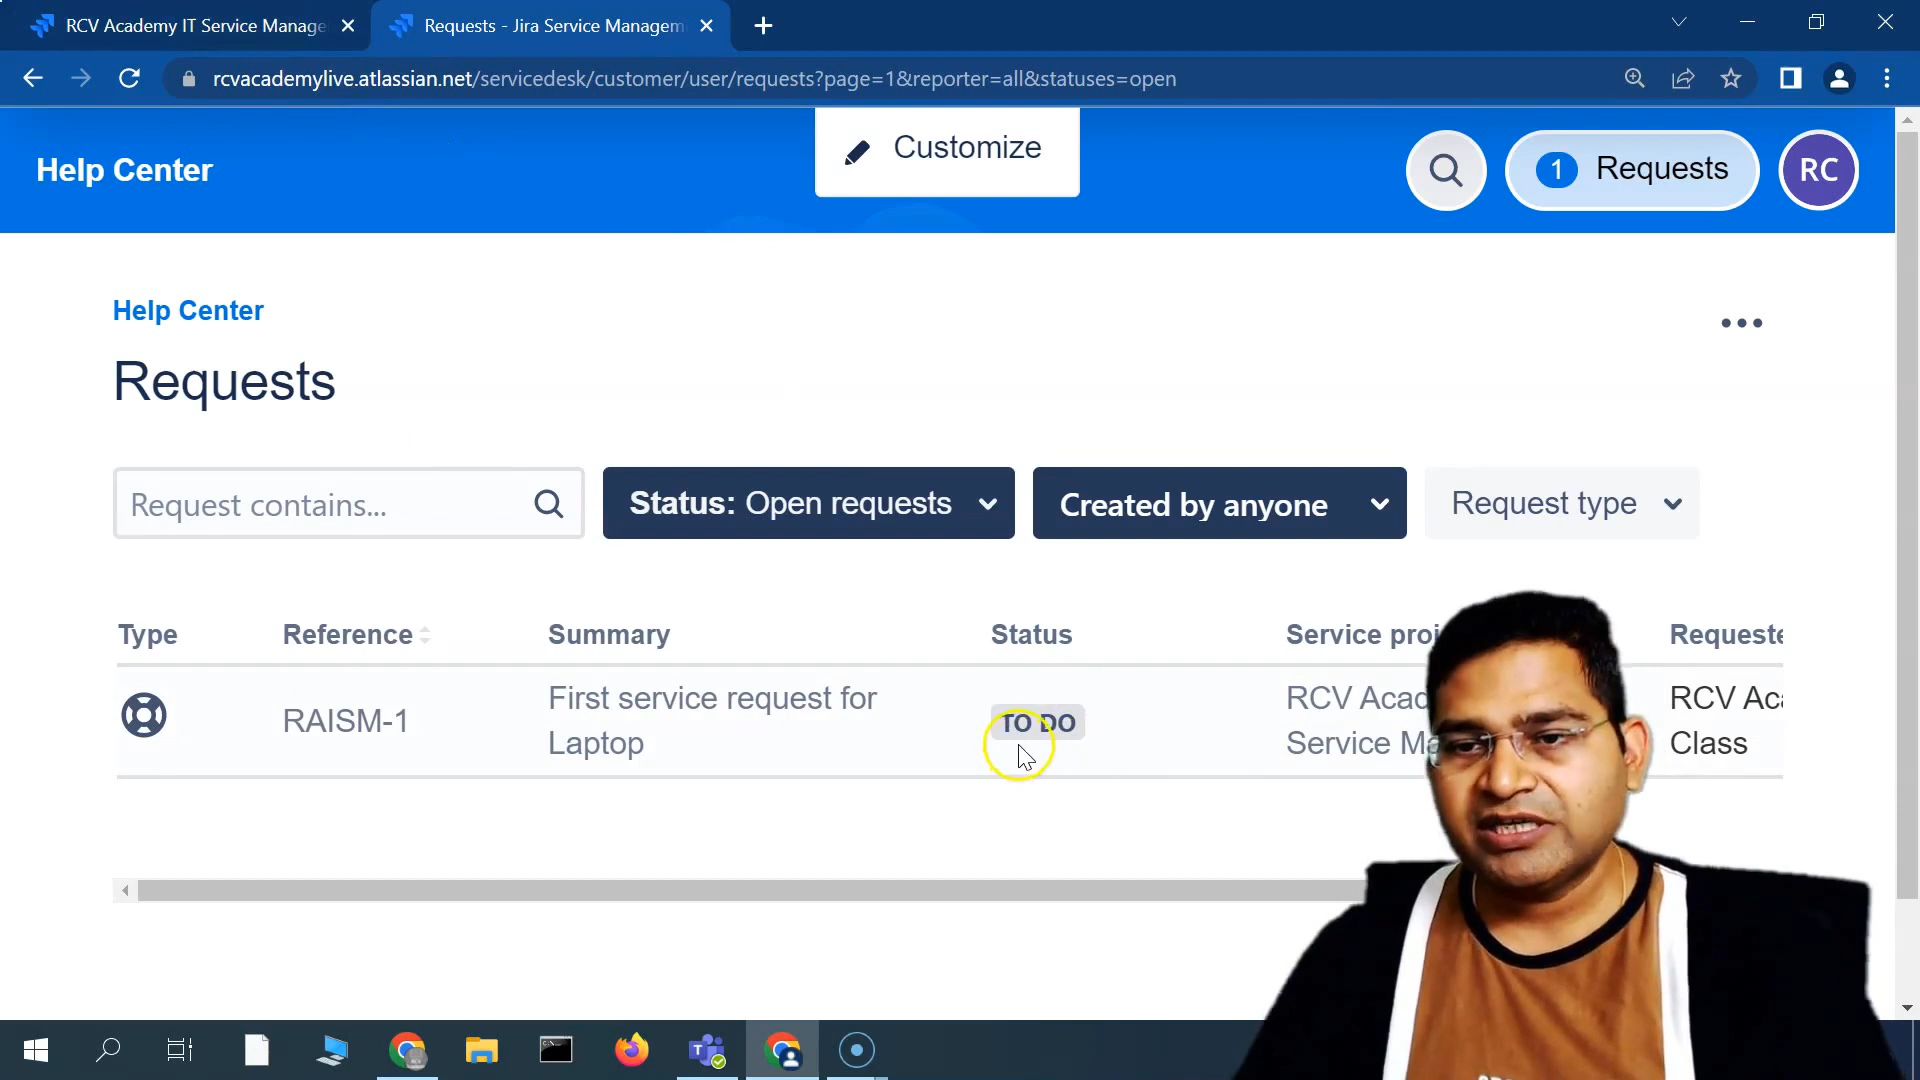 RCV Academy IT Service Manage
Requests - Jira Service Managem
rcvacademylive.atlassian.net/servicedesk/customer/user/requests?page=1&reporter=all&statuses=open
Help Center
Customize
1 Requests
RC
Help Center
Requests
Request contains...
Status: Open requests
Created by anyone
Request type
Type Reference Summary Status Service proj Requeste
RAISM-1
First service request for
Laptop
TO DO
RCV Acad
Service Ma
RCV Aca
Class